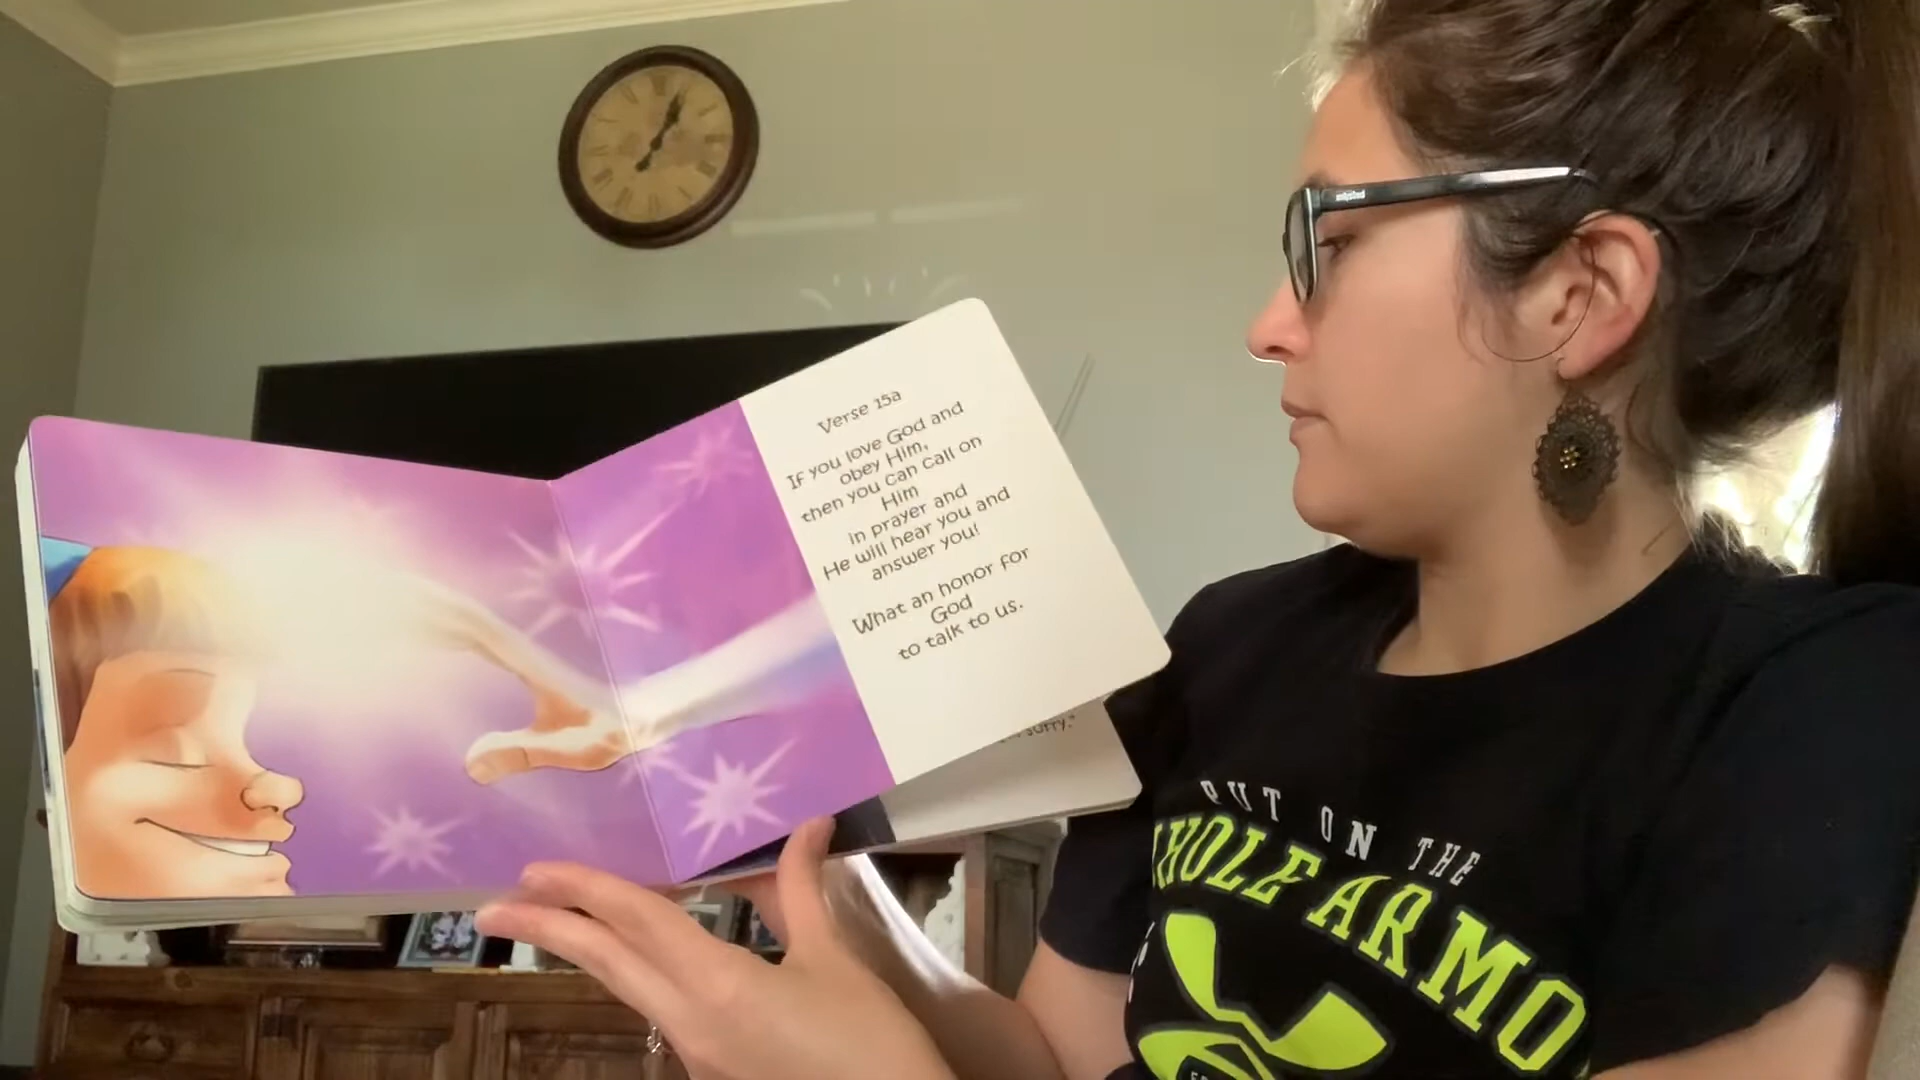 Verse 15a
If you love God and
obey Him,
then you can call on
Him
in prayer and
He will hear you and
answer you!
What an honor for
God
to talk to us.
sorry."
PUT ON THE
WHOLE ARMO